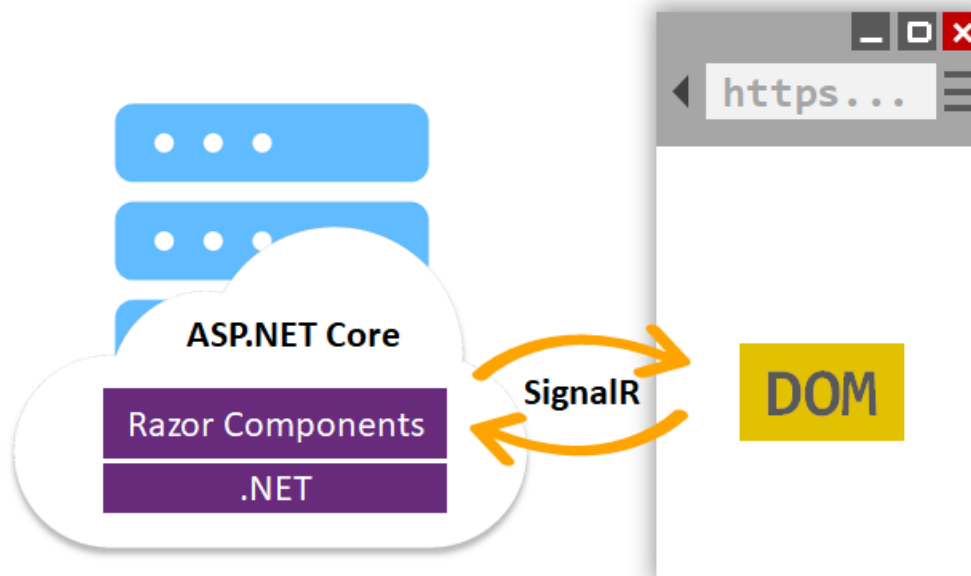 https...
ASP.NET Core
SignalR
Razor Components
DOM
.NET